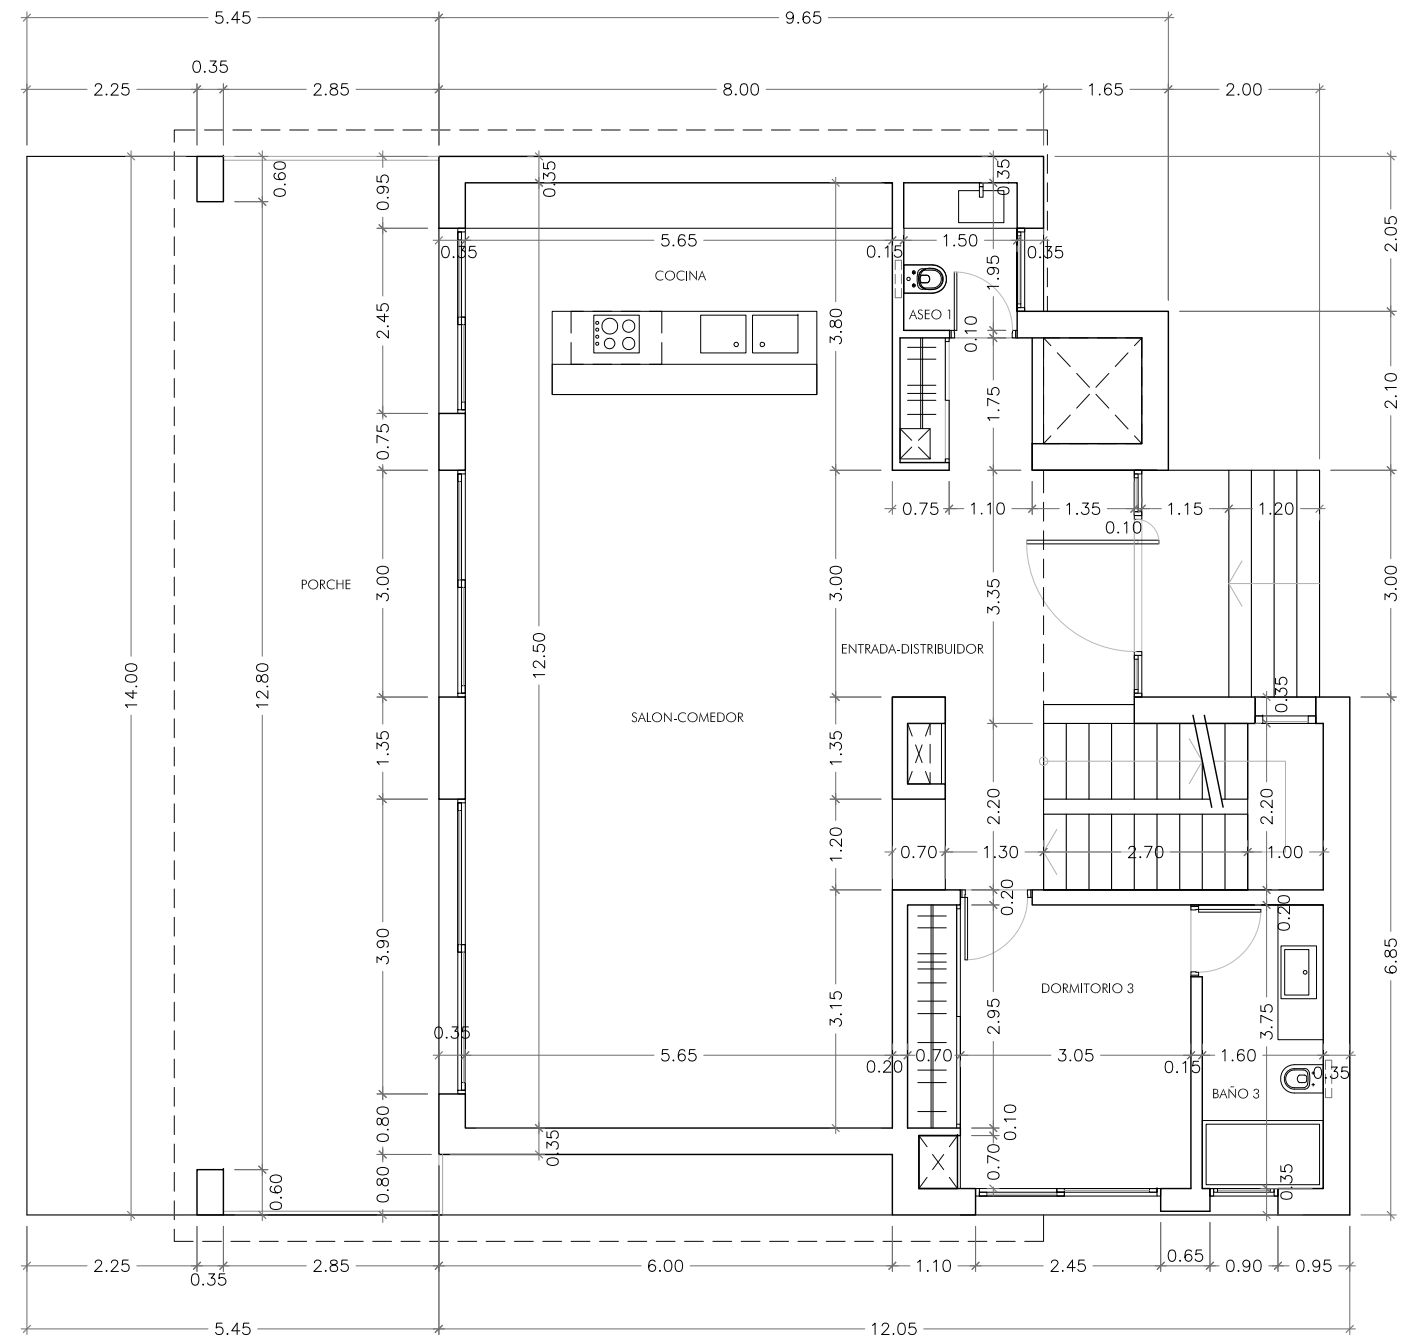 5.45 9.65
0.35
2.25 2.85 8.00 1.65 2.00
0.60 0.95 0.35 0.35
2.05
0.35 5.65 0.15 1.50 0.35
COCINA
1.95
2.45 3.80 ASEO 1
0.10
2.10
0.75 1.75
0.75 1.10 1.35 1.15 1.20
0.10
PORCHE 3.00 3.00 3.35 3.00
12.50 ENTRADA-DISTRIBUIDOR
14.00 12.80 0.35
SALON-COMEDOR
1.35 1.35
2.20 2.20
1.20 0.70 1.30 2.70 1.00
0.20 0.20
3.90 6.85
DORMITORIO 3
3.15 2.95 3.75
0.35
5.65 0.20 0.70 3.05 0.15 1.60 0.35
BAÑO 3
0.80 0.10
0.35 0.70
0.60 0.80 0.35
2.25 0.35 2.85 6.00 1.10 2.45 0.65 0.90 0.95
5.45 12.05